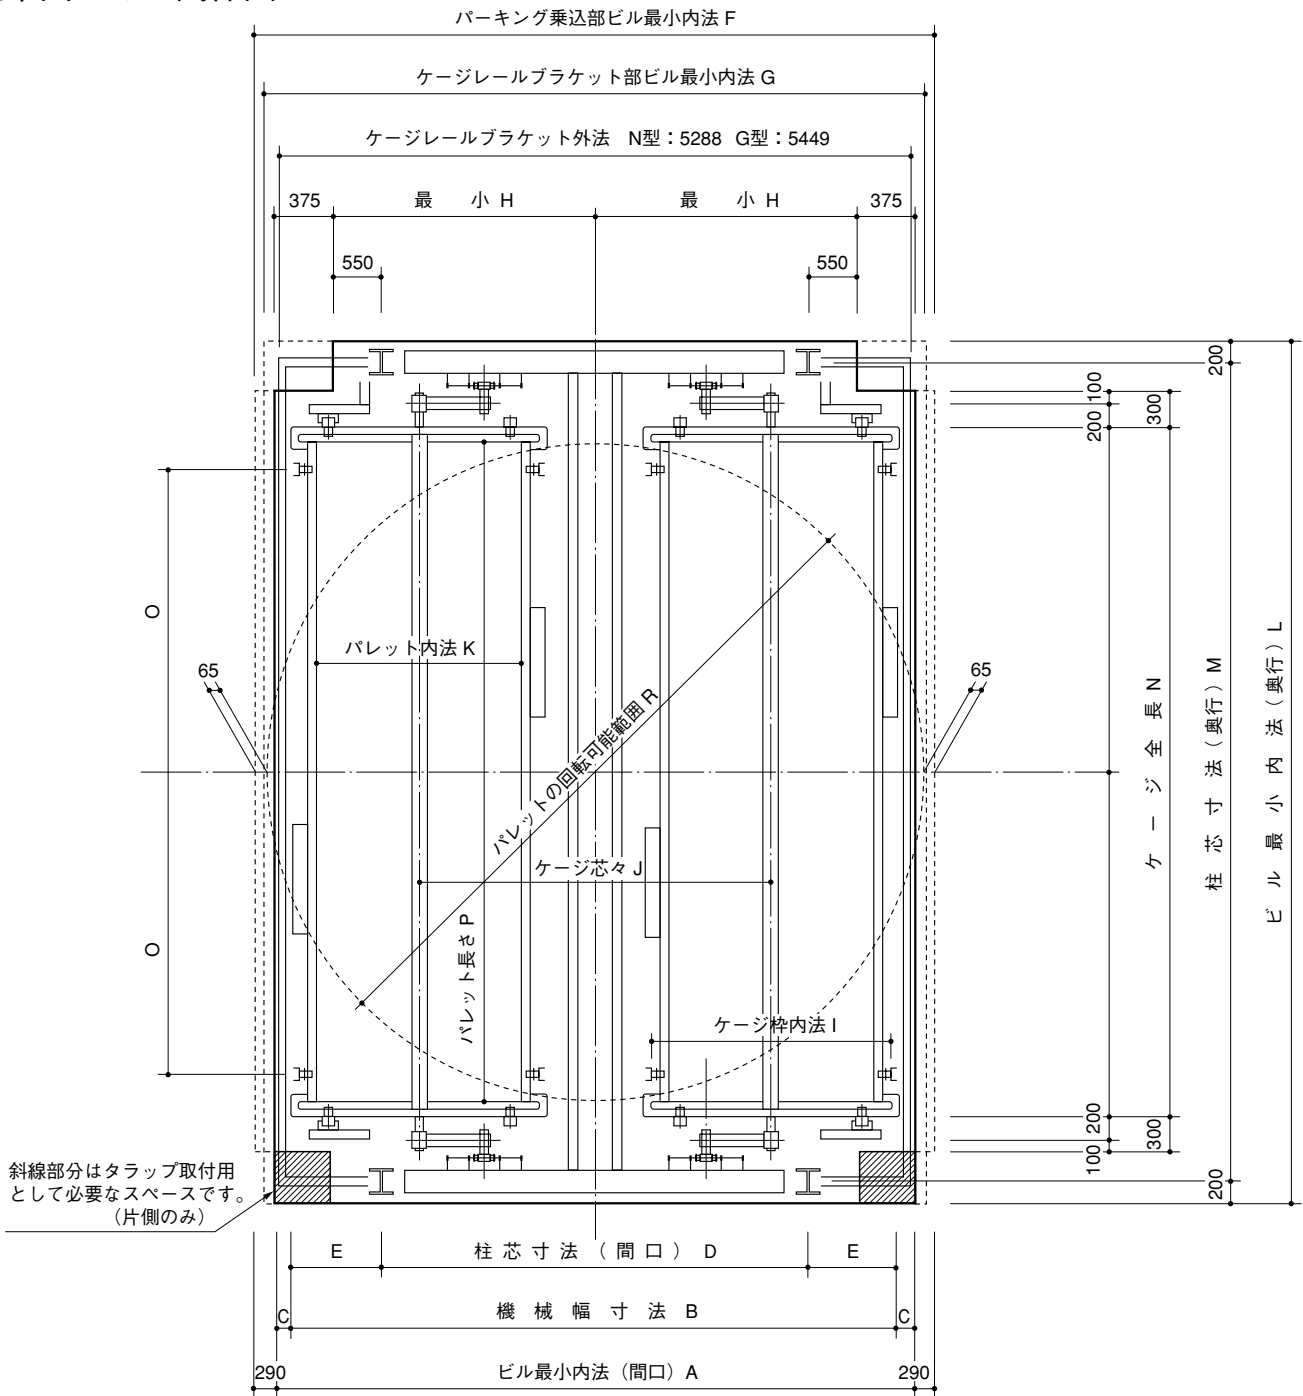 パーキング乗込部ビル最小内法 F
ケージレールブラケット部ビル最小内法 G
ケージレールブラケット外法 N型：5288 G型：5449
375
最 小 H
最 小 H
375
550
550
200
100
300
200
O
パレット内法 K
65
65
パレットの回転可能範囲 R
ケージ全長 N
柱芯寸法（奥行）M
ビル最小内法（奥行）L
ケージ芯々 J
O
パレット長さ P
ケージ枠内法 I
200
300
100
200
斜線部分はタラップ取付用
として必要なスペースです。
（片側のみ）
E
柱芯寸法（間口）D
E
C
機械幅寸法 B
C
290
ビル最小内法（間口）A
290